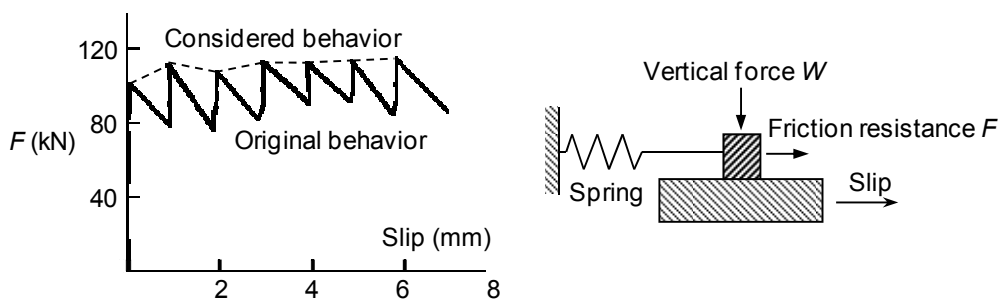 120
80
40
F (kN)
Considered behavior
Original behavior
Slip (mm)
2
4
6
8
Vertical force W
Friction resistance F
Spring
Slip